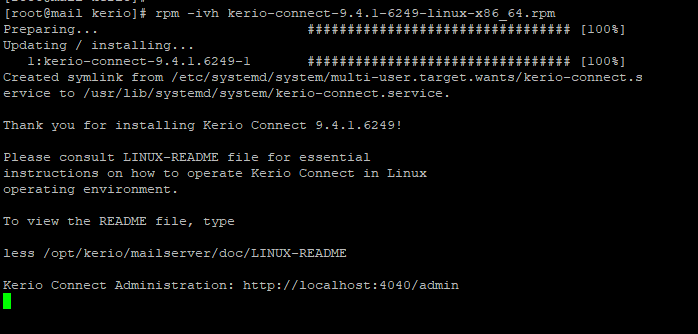 [root@mail kerio]#
[root@mail kerio]# rpm -ivh kerio-connect-9.4.1-6249-linux-x86_64.rpm
Preparing... ################################# [100%]
Updating / installing...
1:kerio-connect-9.4.1.6249-1 ################################# [100%]
Created symlink from /etc/systemd/system/multi-user.target.wants/kerio-connect.s
ervice to /usr/lib/systemd/system/kerio-connect.service.
Thank you for installing Kerio Connect 9.4.1.6249!
Please consult LINUX-README file for essential
instructions on how to operate Kerio Connect in Linux
operating environment.
To view the README file, type
less /opt/kerio/mailserver/doc/LINUX-README
Kerio Connect Administration: http://localhost:4040/admin